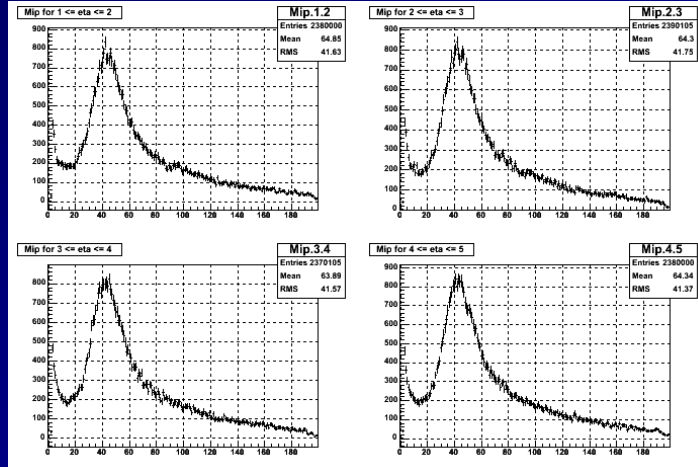 Mip for 1 <= eta <= 2
Mip.1.2
Entries 2380000
Mean 64.85
RMS 41.63
900
800
700
600
500
400
300
200
100
0
0 20 40 60 80 100 120 140 160 180
Mip for 2 <= eta <= 3
Mip.2.3
Entries 2390105
Mean 64.3
RMS 41.75
900
800
700
600
500
400
300
200
100
0
0 20 40 60 80 100 120 140 160 180
Mip for 3 <= eta <= 4
Mip.3.4
Entries 2370105
Mean 63.89
RMS 41.57
800
700
600
500
400
300
200
100
0
0 20 40 60 80 100 120 140 160 180
Mip for 4 <= eta <= 5
Mip.4.5
Entries 2380000
Mean 64.34
RMS 41.37
900
800
700
600
500
400
300
200
100
0
0 20 40 60 80 100 120 140 160 180